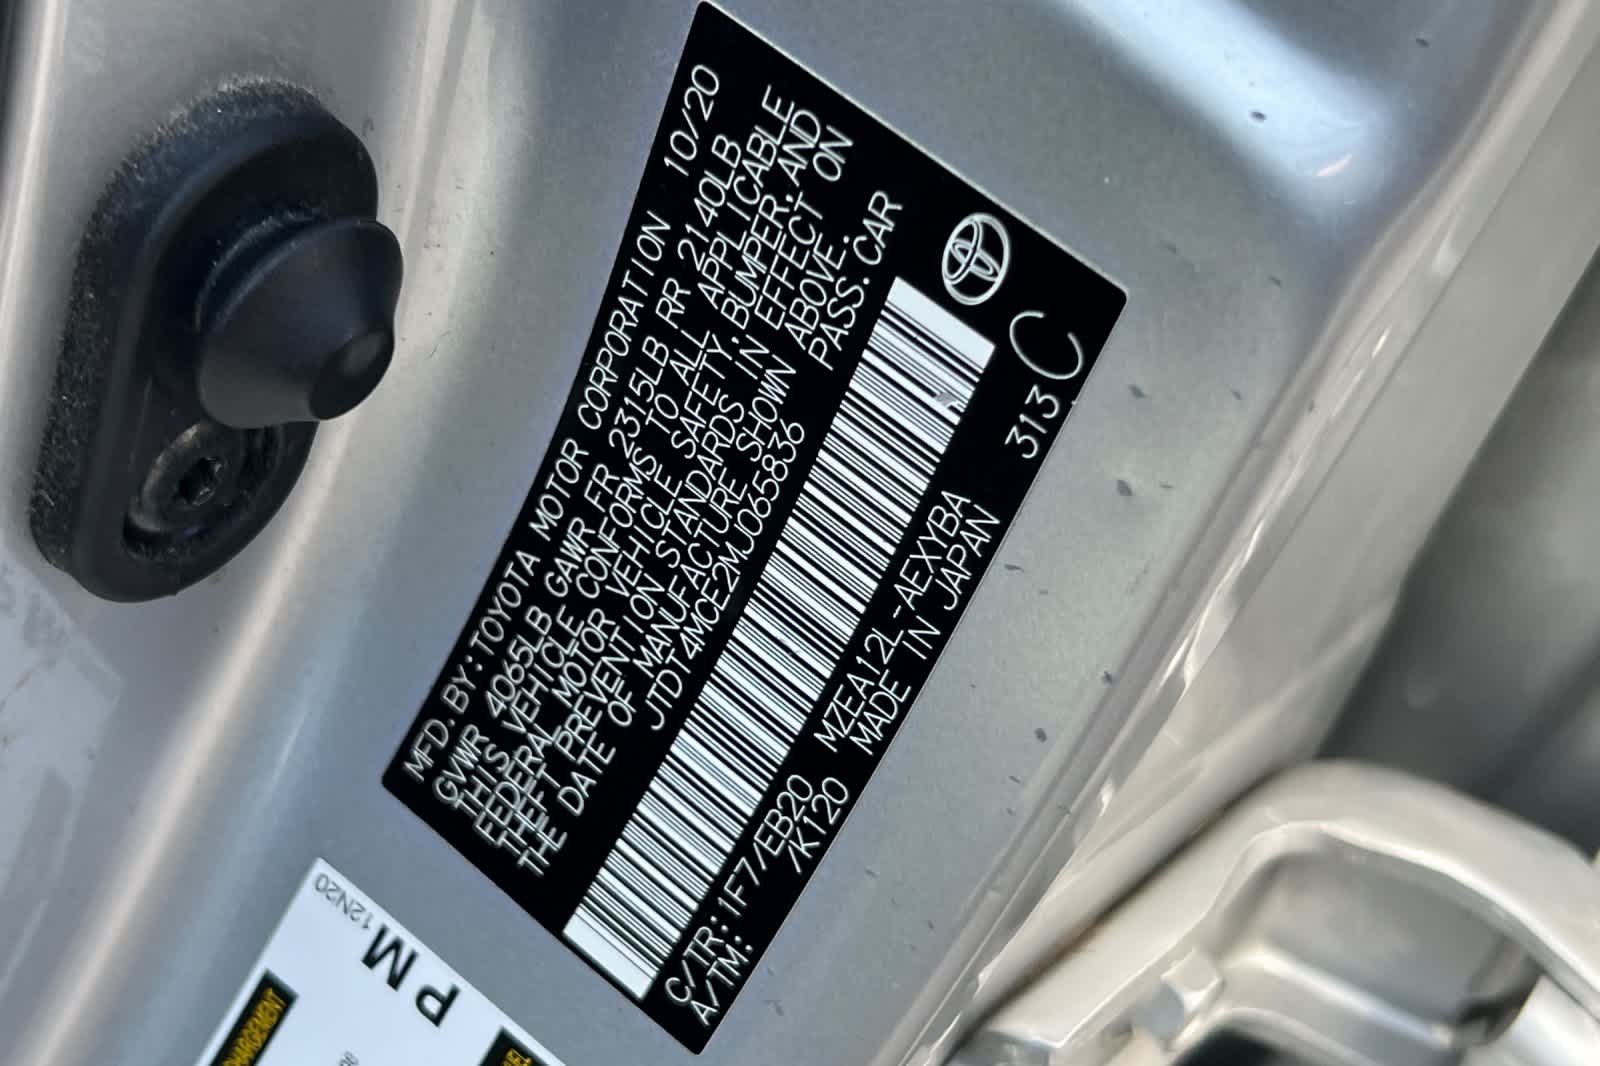 MFD. BY: TOYOTA MOTOR CORPORATION 10/20
GVWR 4065LB GAWR FR 2315LB RR 2140LB
THIS VEHICLE CONFORMS TO ALL APPLICABLE
FEDERAL MOTOR VEHICLE SAFETY, BUMPER, AND
THEFT PREVENTION STANDARDS IN EFFECT ON
THE DATE OF MANUFACTURE SHOWN ABOVE.
JTDT4MCE2MJ065836 PASS. CAR
C/TR: 1F7/EB20 MZEA12L-AEXYBA 313 C
A/TM: /K120 MADE IN JAPAN
12N20
PM